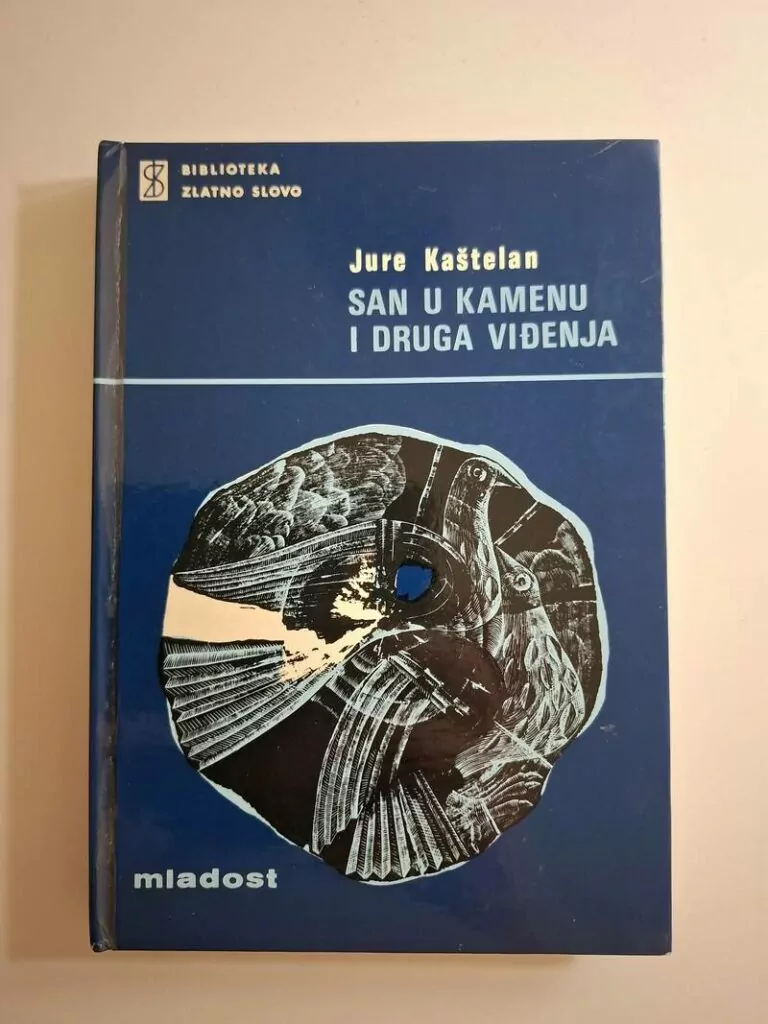 BIBLIOTEKA
ZLATNO SLOVO
Jure Kaštelan
SAN U KAMENU
I DRUGA VIĐENJA
mladost